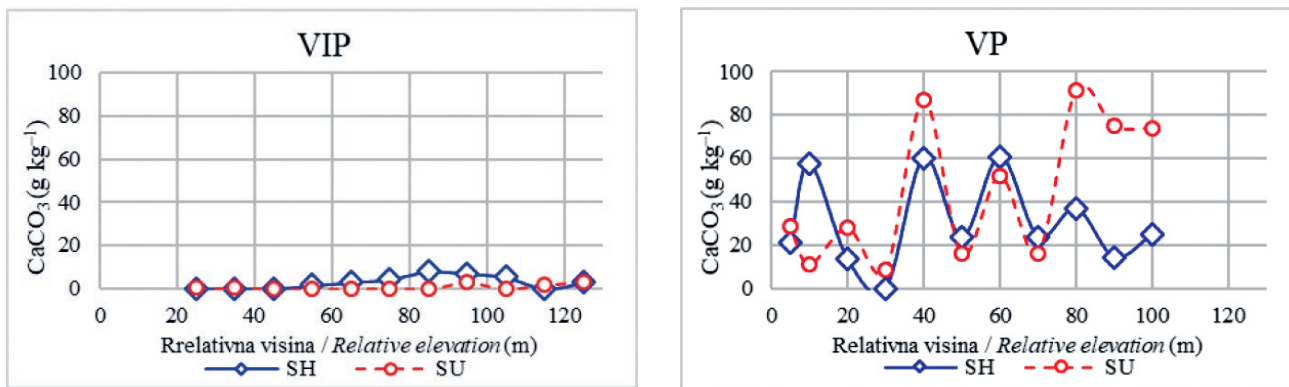 VIP
100
80
60
40
20
0
CaCO₃ (g kg⁻¹)
0 20 40 60 80 100 120
Rrelativna visina / Relative elevation (m)
SH SU
VP
100
80
60
40
20
0
CaCO₃ (g kg⁻¹)
0 20 40 60 80 100 120
Relativna visina / Relative elevation (m)
SH SU